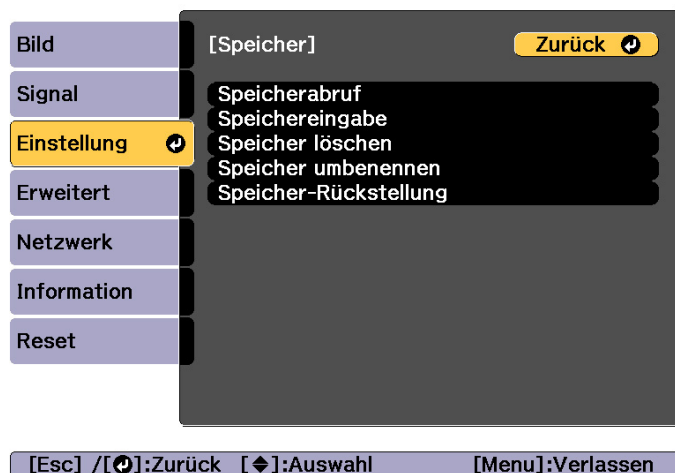 Bild
Signal
Einstellung
Erweitert
Netzwerk
Information
Reset
[Speicher]
Zurück
Speicherabruf
Speichereingabe
Speicher löschen
Speicher umbenennen
Speicher-Rückstellung
[Esc] /[⏎]:Zurück [◆]:Auswahl [Menu]:Verlassen